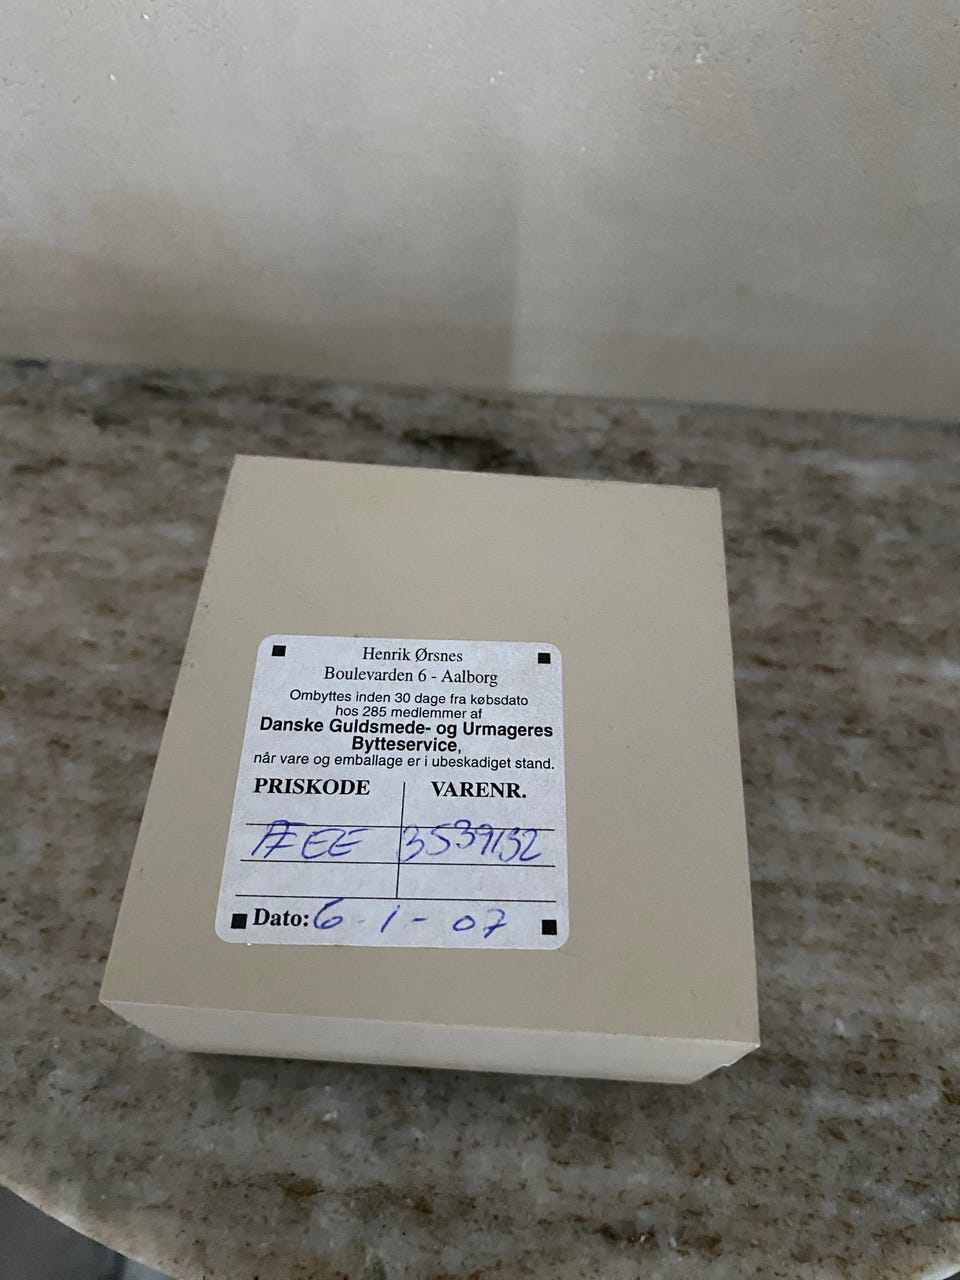 Henrik Ørsnes
Boulevarden 6 - Aalborg
Ombyttes inden 30 dage fra købsdato
hos 285 medlemmer af
Danske Guldsmede- og Urmageres
Bytteservice,
når vare og emballage er i ubeskadiget stand.
PRISKODE VARENR.
ÆEE 3539132
Dato: 6-1-07